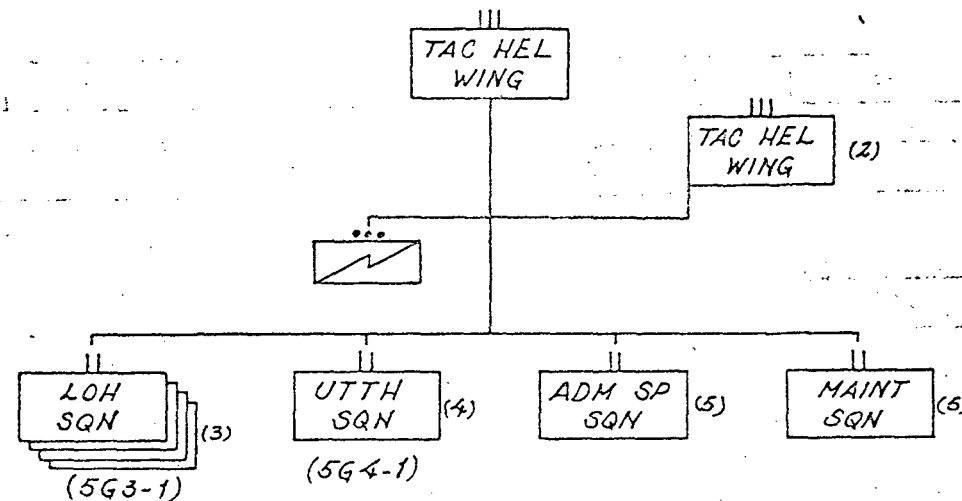 TAC HEL
WING
TAC HEL
WING
(2)
LOH
SQN
(3)
(5G3-1)
UTTH
SQN
(4)
(5G4-1)
ADM SP
SQN
(5)
MAINT
SQN
(5)